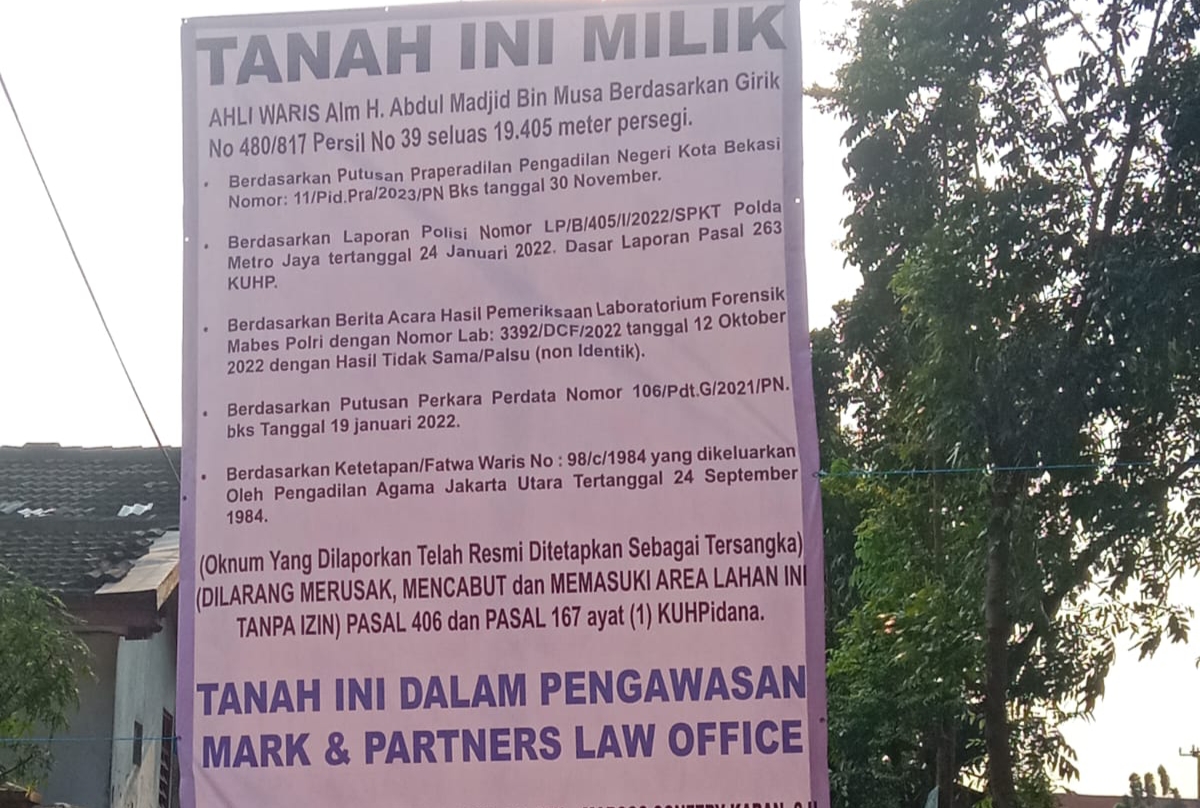 TANAH INI MILIK
AHLI WARIS Alm H. Abdul Madjid Bin Musa Berdasarkan Girik
No 480/817 Persil No 39 seluas 19.405 meter persegi.
• Berdasarkan Putusan Praperadilan Pengadilan Negeri Kota Bekasi
Nomor: 11/Pid.Pra/2023/PN Bks tanggal 30 November.
• Berdasarkan Laporan Polisi Nomor LP/B/405/I/2022/SPKT Polda
Metro Jaya tertanggal 24 Januari 2022. Dasar Laporan Pasal 263
KUHP.
• Berdasarkan Berita Acara Hasil Pemeriksaan Laboratorium Forensik
Mabes Polri dengan Nomor Lab: 3392/DCF/2022 tanggal 12 Oktober
2022 dengan Hasil Tidak Sama/Palsu (non Identik).
• Berdasarkan Putusan Perkara Perdata Nomor 106/Pdt.G/2021/PN.
bks Tanggal 19 januari 2022.
• Berdasarkan Ketetapan/Fatwa Waris No : 98/c/1984 yang dikeluarkan
Oleh Pengadilan Agama Jakarta Utara Tertanggal 24 September
1984.
(Oknum Yang Dilaporkan Telah Resmi Ditetapkan Sebagai Tersangka)
(DILARANG MERUSAK, MENCABUT dan MEMASUKI AREA LAHAN INI
TANPA IZIN) PASAL 406 dan PASAL 167 ayat (1) KUHPidana.
TANAH INI DALAM PENGAWASAN
MARK & PARTNERS LAW OFFICE